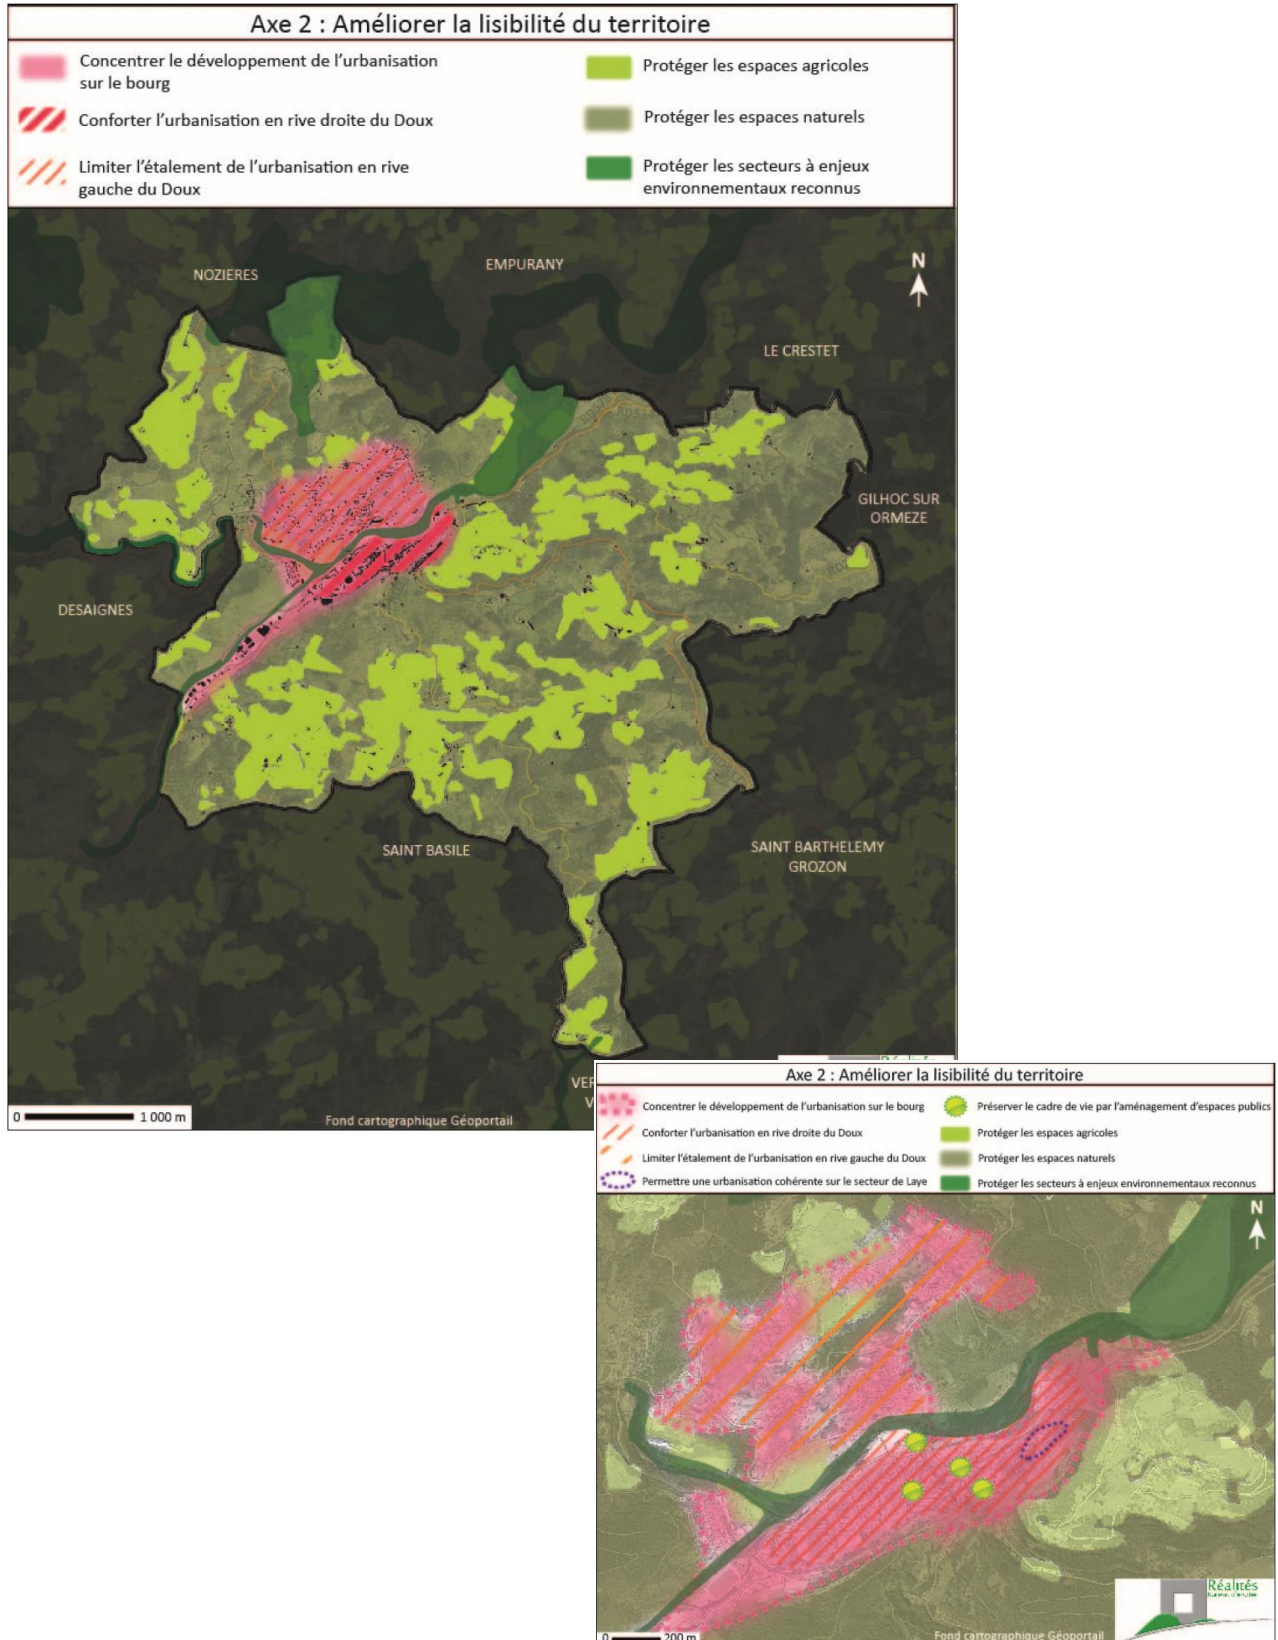 Axe 2 : Améliorer la lisibilité du territoire
Concentrer le développement de l'urbanisation
sur le bourg
Conforter l'urbanisation en rive droite du Doux
Limiter l'étalement de l'urbanisation en rive
gauche du Doux
Protéger les espaces agricoles
Protéger les espaces naturels
Protéger les secteurs à enjeux
environnementaux reconnus
NOZIERES
EMPURANY
N
LE CRESTET
GILHOC SUR
ORMEZE
DESAIGNES
SAINT BASILE
SAINT BARTHELEMY
GROZON
VER
V
0 1 000 m
Fond cartographique Géoportail
Axe 2 : Améliorer la lisibilité du territoire
Concentrer le développement de l'urbanisation sur le bourg
Conforter l'urbanisation en rive droite du Doux
Limiter l'étalement de l'urbanisation en rive gauche du Doux
Permettre une urbanisation cohérente sur le secteur de Laye
Préserver le cadre de vie par l'aménagement d'espaces publics
Protéger les espaces agricoles
Protéger les espaces naturels
Protéger les secteurs à enjeux environnementaux reconnus
N
Réalités
0 200 m
Fond cartographique Géoportail